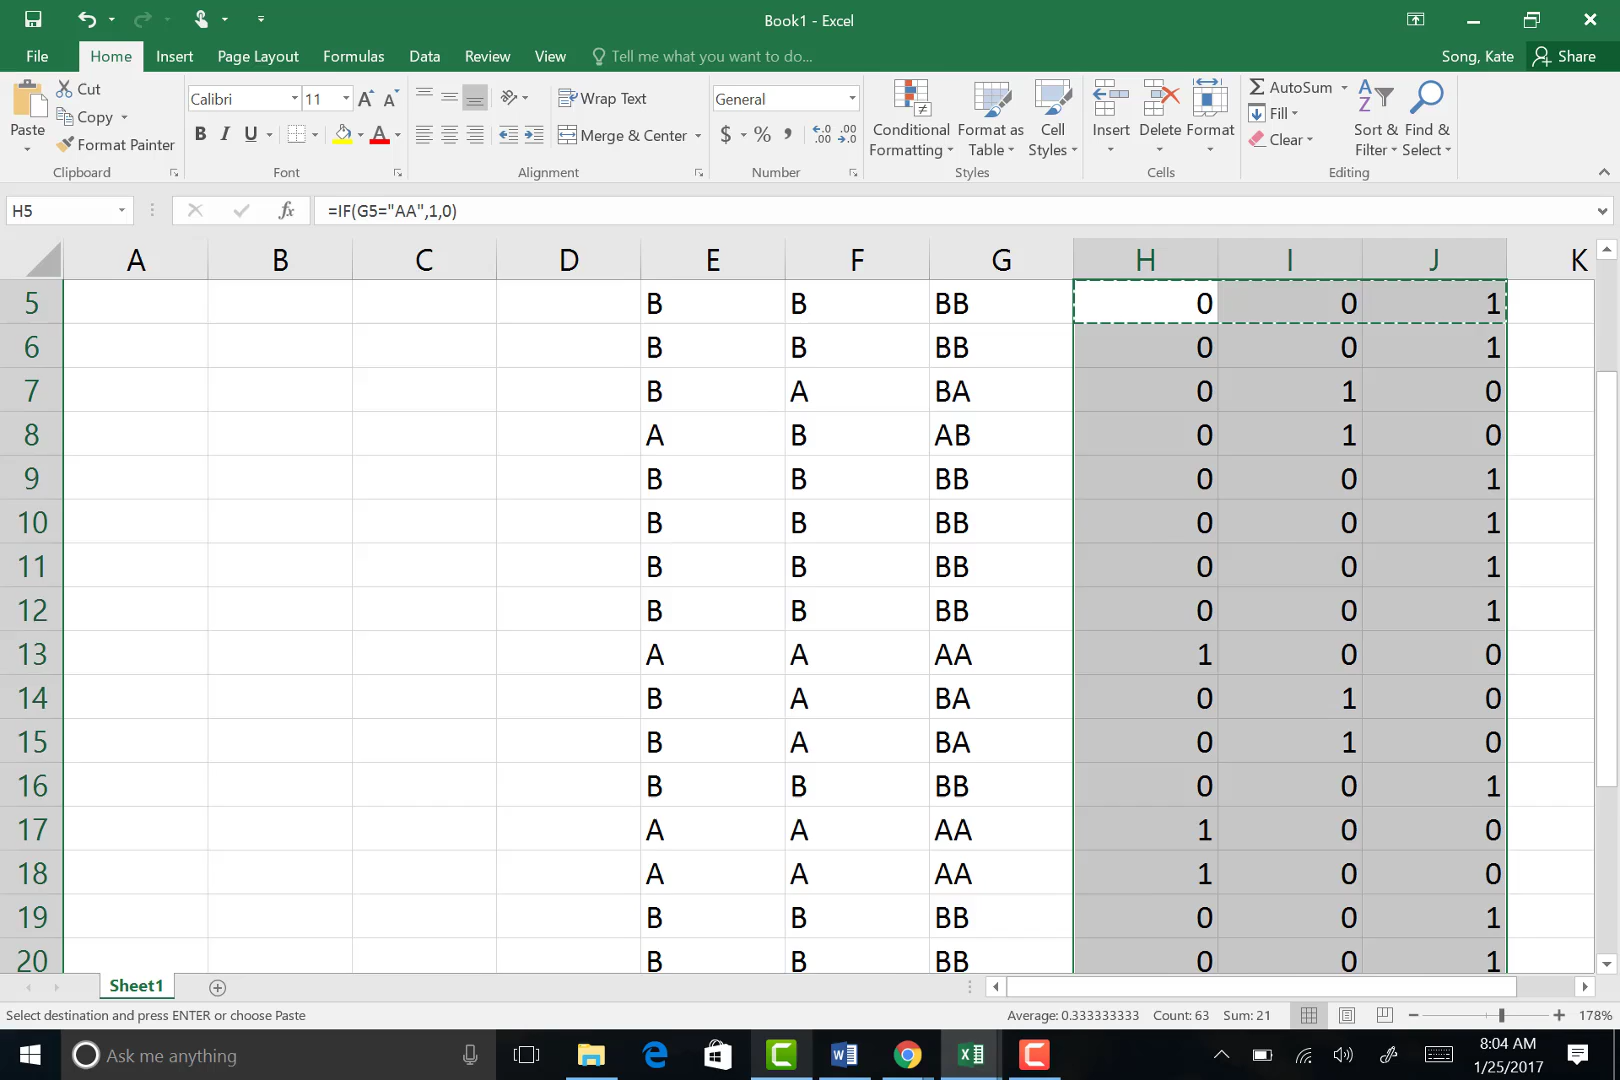 Book1 - Excel
File Home Insert Page Layout Formulas Data Review View Tell me what you want to do... Song, Kate Share
Paste Cut Copy Format Painter
Clipboard
Calibri 11 A A
B I U A
Font
Wrap Text
Merge & Center
Alignment
General
$ % , .0 .00 .00 .0
Number
Conditional Formatting Format as Table Cell Styles
Styles
Insert Delete Format
Cells
AutoSum Fill Clear
Sort & Filter Find & Select
Editing
H5 fx =IF(G5="AA",1,0)
A B C D E F G H I J K
5 B B BB 0 0 1
6 B B BB 0 0 1
7 B A BA 0 1 0
8 A B AB 0 1 0
9 B B BB 0 0 1
10 B B BB 0 0 1
11 B B BB 0 0 1
12 B B BB 0 0 1
13 A A AA 1 0 0
14 B A BA 0 1 0
15 B A BA 0 1 0
16 B B BB 0 0 1
17 A A AA 1 0 0
18 A A AA 1 0 0
19 B B BB 0 0 1
20 B B BB 0 0 1
Sheet1
Select destination and press ENTER or choose Paste Average: 0.333333333 Count: 63 Sum: 21 178%
Ask me anything 8:04 AM
1/25/2017